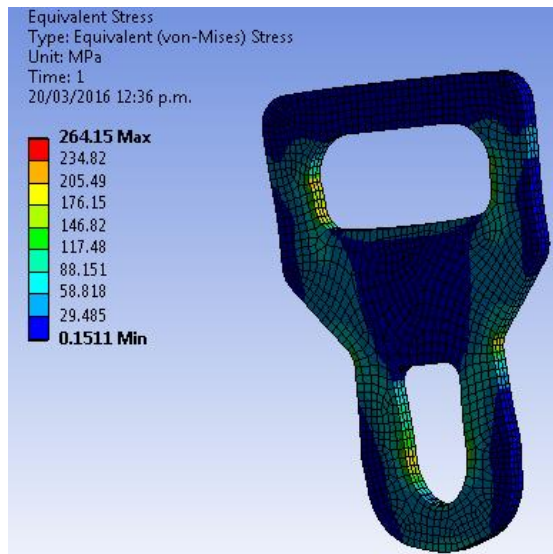 Equivalent Stress
Type: Equivalent (von-Mises) Stress
Unit: MPa
Time: 1
20/03/2016 12:36 p.m.
264.15 Max
234.82
205.49
176.15
146.82
117.48
88.151
58.818
29.485
0.1511 Min